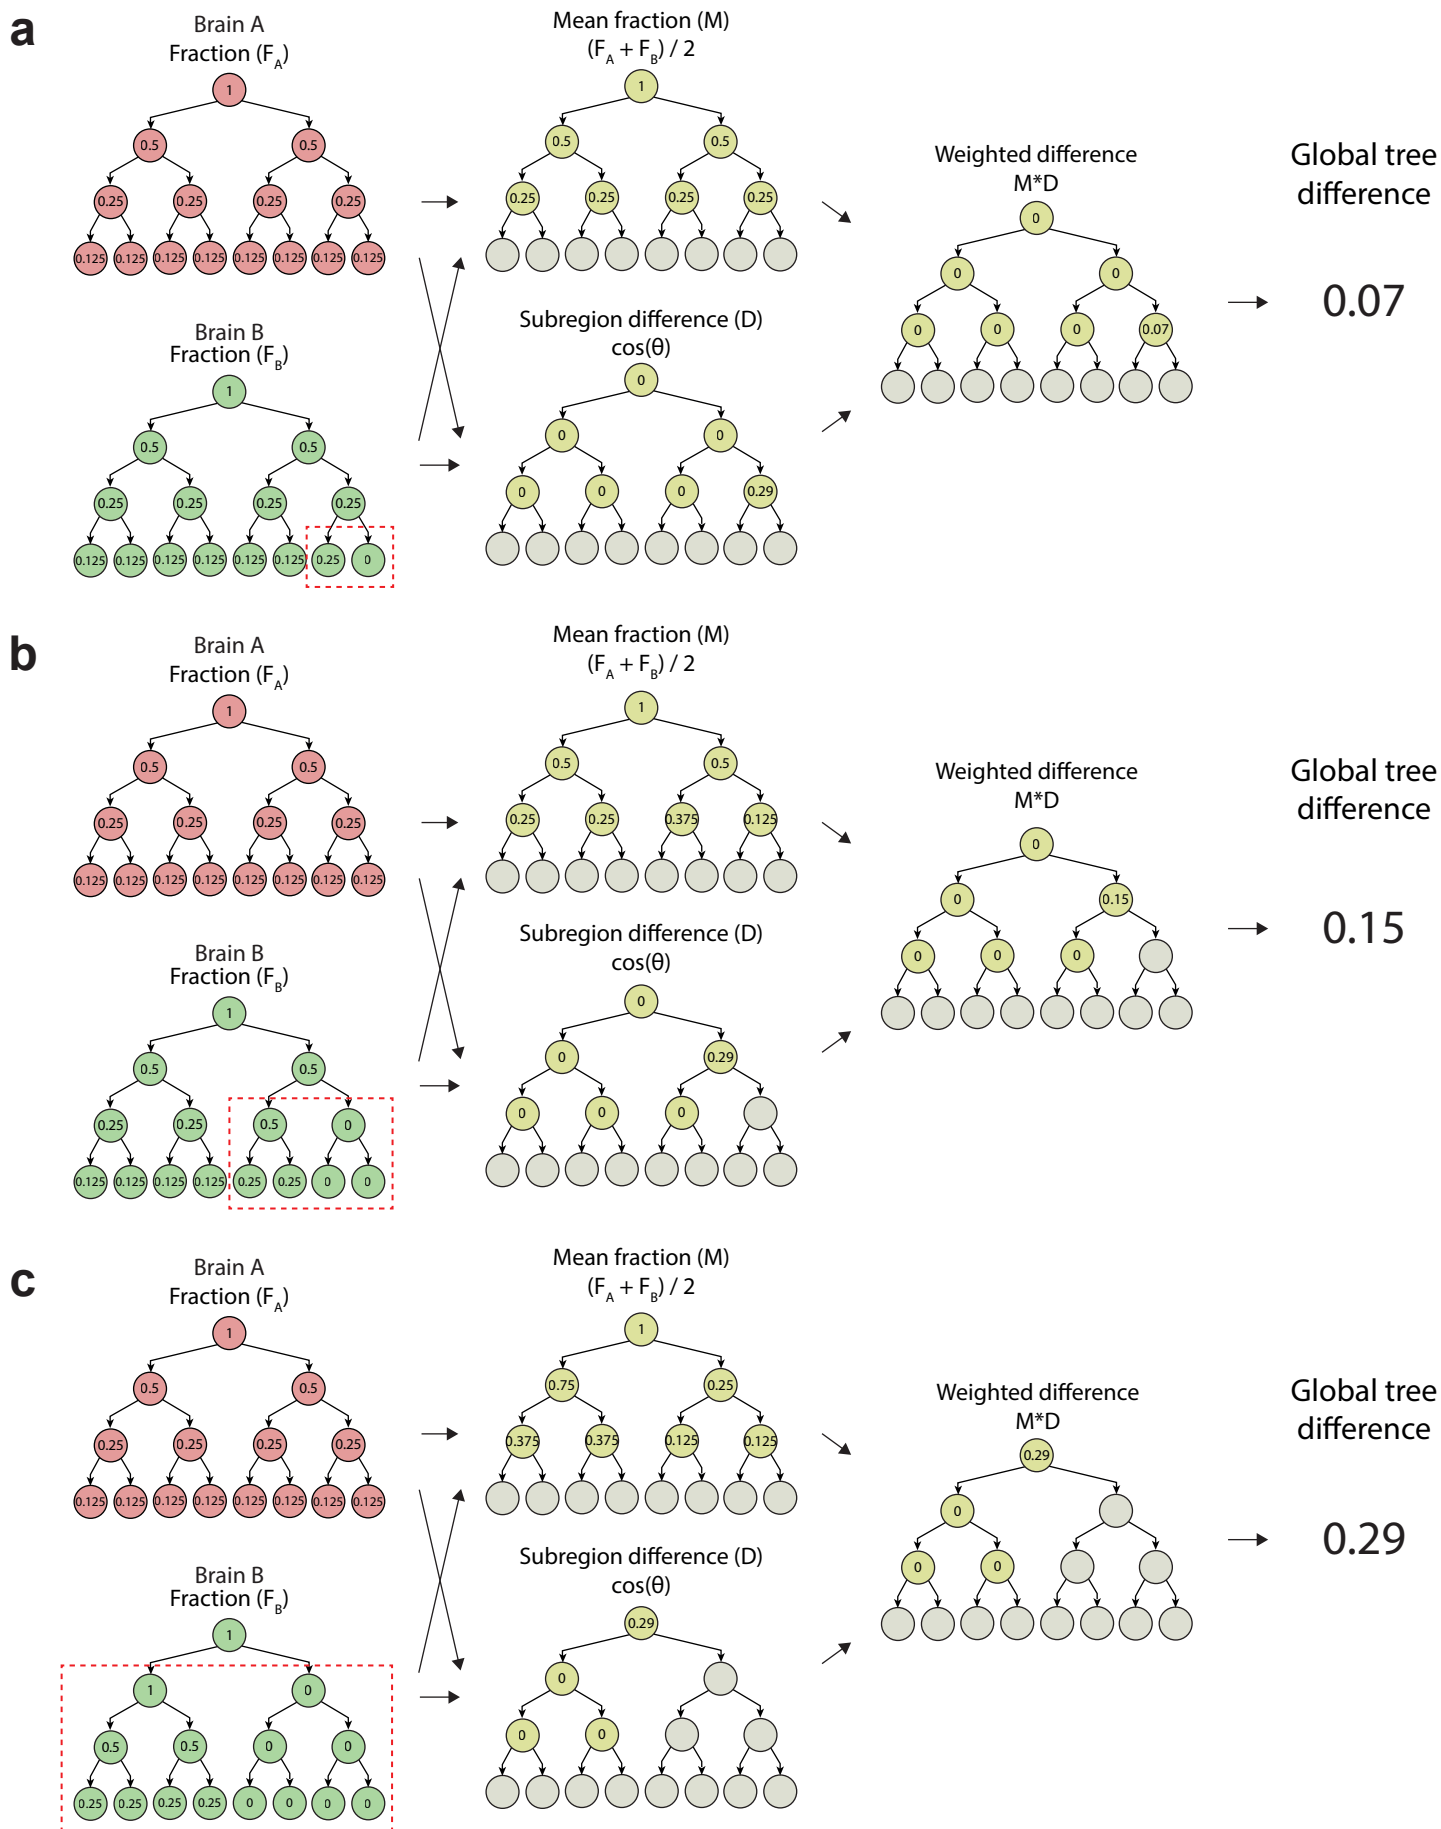 a
Brain A
Fraction (F_A)
1
0.5 0.5
0.25 0.25 0.25 0.25
0.125 0.125 0.125 0.125 0.125 0.125 0.125 0.125
Brain B
Fraction (F_B)
1
0.5 0.5
0.25 0.25 0.25 0.25
0.125 0.125 0.125 0.125 0.125 0.125 0.25 0
Mean fraction (M)
(F_A + F_B) / 2
1
0.5 0.5
0.25 0.25 0.25 0.25
Subregion difference (D)
cos(θ)
0
0 0
0 0 0 0.29
Weighted difference
M*D
0
0 0
0 0 0 0.07
Global tree
difference
0.07
b
Brain A
Fraction (F_A)
1
0.5 0.5
0.25 0.25 0.25 0.25
0.125 0.125 0.125 0.125 0.125 0.125 0.125 0.125
Brain B
Fraction (F_B)
1
0.5 0.5
0.25 0.25 0.5 0
0.125 0.125 0.125 0.125 0.25 0.25 0 0
Mean fraction (M)
(F_A + F_B) / 2
1
0.5 0.5
0.25 0.25 0.375 0.125
Subregion difference (D)
cos(θ)
0
0 0.29
0 0 0
Weighted difference
M*D
0
0 0.15
0 0 0
Global tree
difference
0.15
c
Brain A
Fraction (F_A)
1
0.5 0.5
0.25 0.25 0.25 0.25
0.125 0.125 0.125 0.125 0.125 0.125 0.125 0.125
Brain B
Fraction (F_B)
1
1 0
0.5 0.5 0 0
0.25 0.25 0.25 0.25 0 0 0 0
Mean fraction (M)
(F_A + F_B) / 2
1
0.75 0.25
0.375 0.375 0.125 0.125
Subregion difference (D)
cos(θ)
0.29
0
0 0
Weighted difference
M*D
0.29
0
0 0
Global tree
difference
0.29